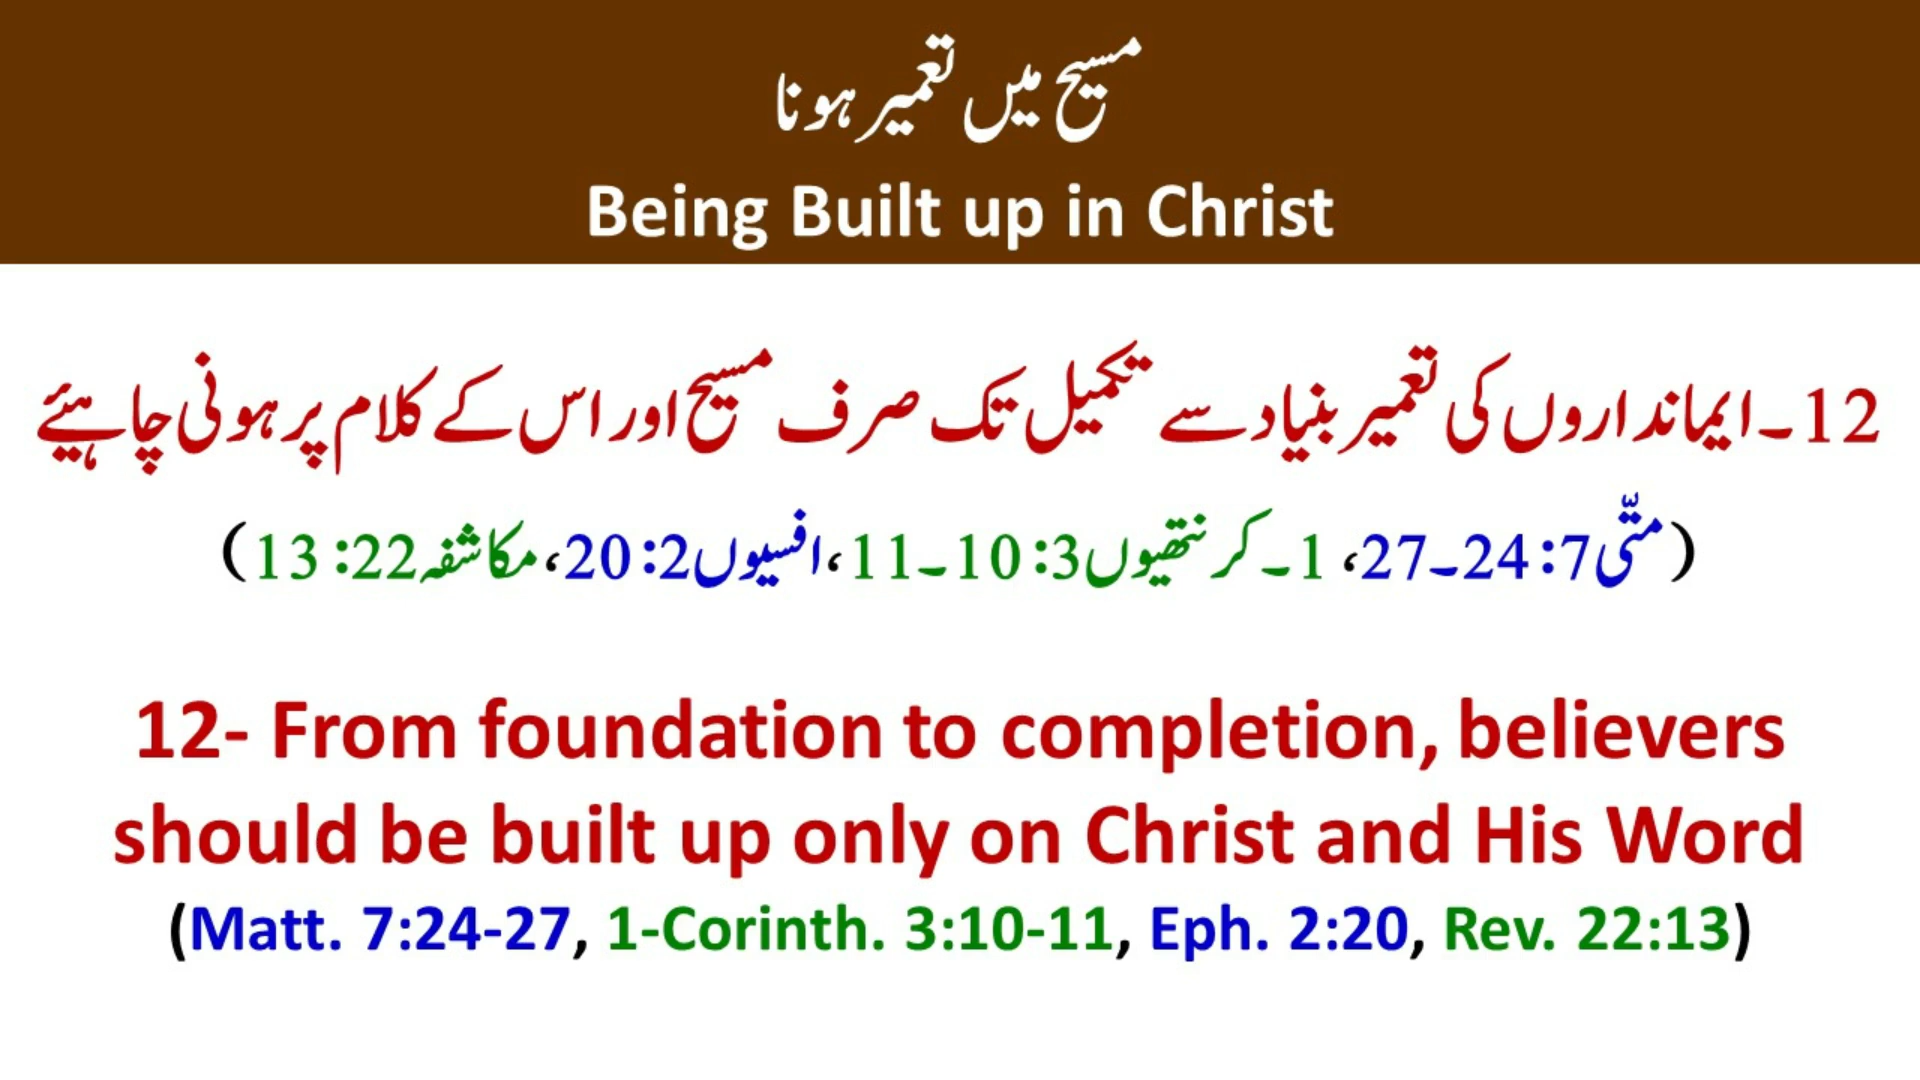 مسیح میں تعمیر ہونا
Being Built up in Christ
12۔ایمانداروں کی تعمیر بنیاد سے تکمیل تک صرف مسیح اور اس کے کلام پر ہونی چاہیئے
(متّی7: 24۔27، 1۔کرنتھیوں3: 10۔11،افسیوں2: 20،مکاشفہ22: 13)
12- From foundation to completion, believers
should be built up only on Christ and His Word
(Matt. 7:24-27, 1-Corinth. 3:10-11, Eph. 2:20, Rev. 22:13)